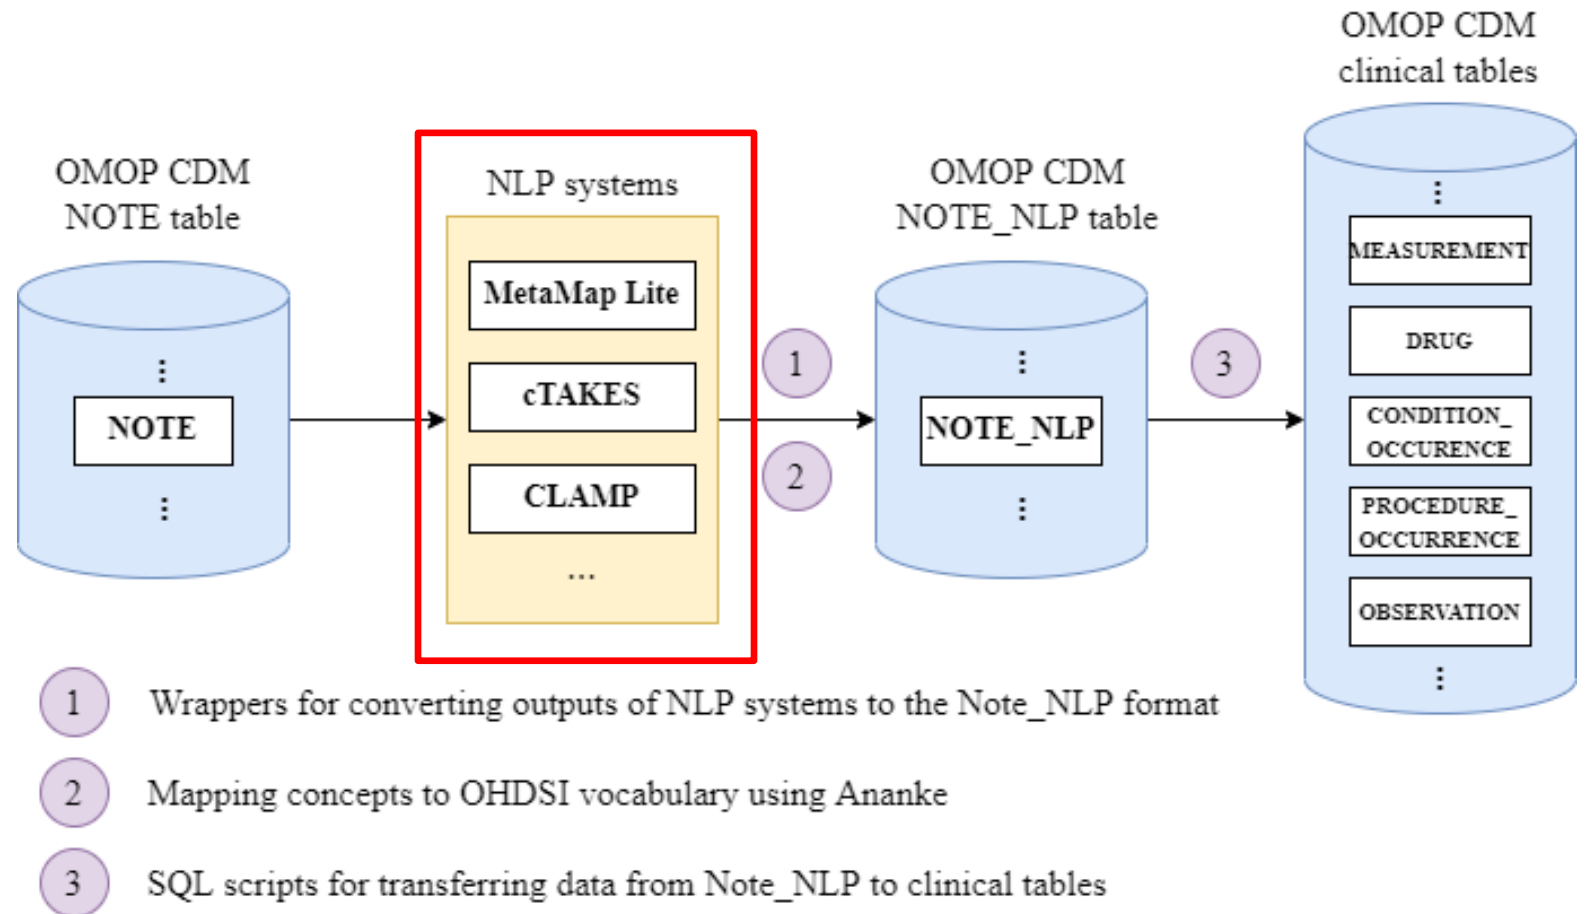 OMOP CDM
NOTE table
⋮
NOTE
⋮
NLP systems
MetaMap Lite
cTAKES
CLAMP
...
1
2
OMOP CDM
NOTE_NLP table
⋮
NOTE_NLP
⋮
3
OMOP CDM
clinical tables
⋮
MEASUREMENT
DRUG
CONDITION_
OCCURENCE
PROCEDURE_
OCCURRENCE
OBSERVATION
⋮
1 Wrappers for converting outputs of NLP systems to the Note_NLP format
2 Mapping concepts to OHDSI vocabulary using Ananke
3 SQL scripts for transferring data from Note_NLP to clinical tables